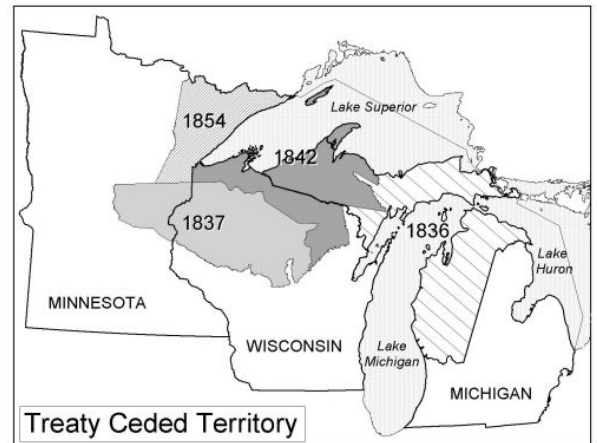 Lake Superior
1854
1842
1837
1836
Lake
Huron
MINNESOTA
WISCONSIN
Lake
Michigan
MICHIGAN
Treaty Ceded Territory